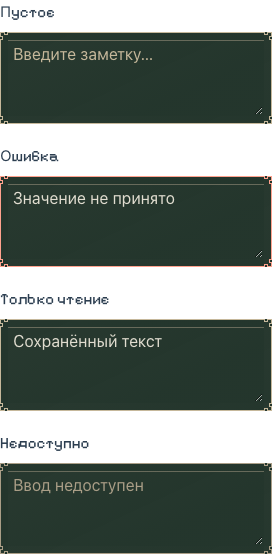 Пустое
Введите заметку...
Ошибка
Значение не принято
Только чтение
Сохранённый текст
Недоступно
Ввод недоступен